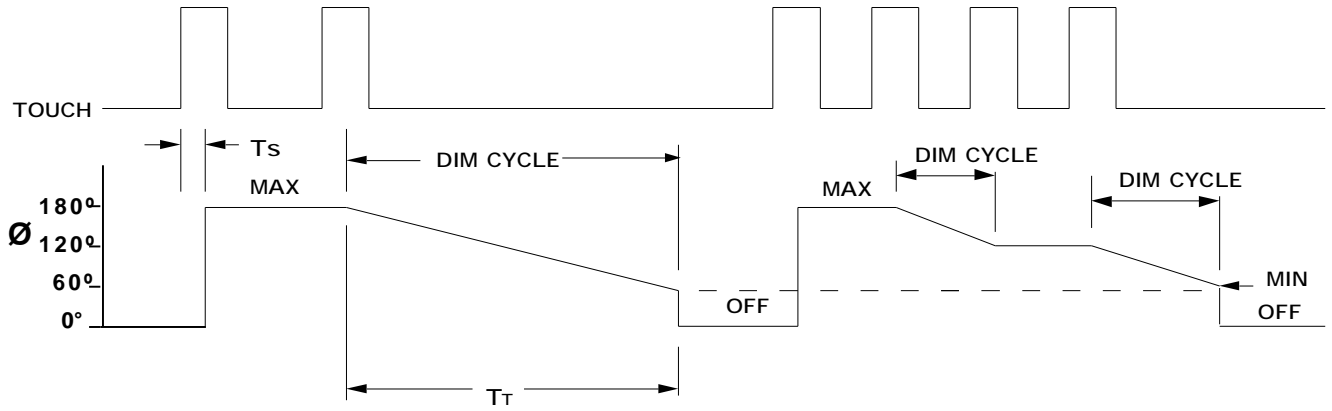 TOUCH
Ts
DIM CYCLE
DIM CYCLE
DIM CYCLE
MAX
MAX
180º
Ø
120º
60º
0°
MIN
OFF
OFF
TT